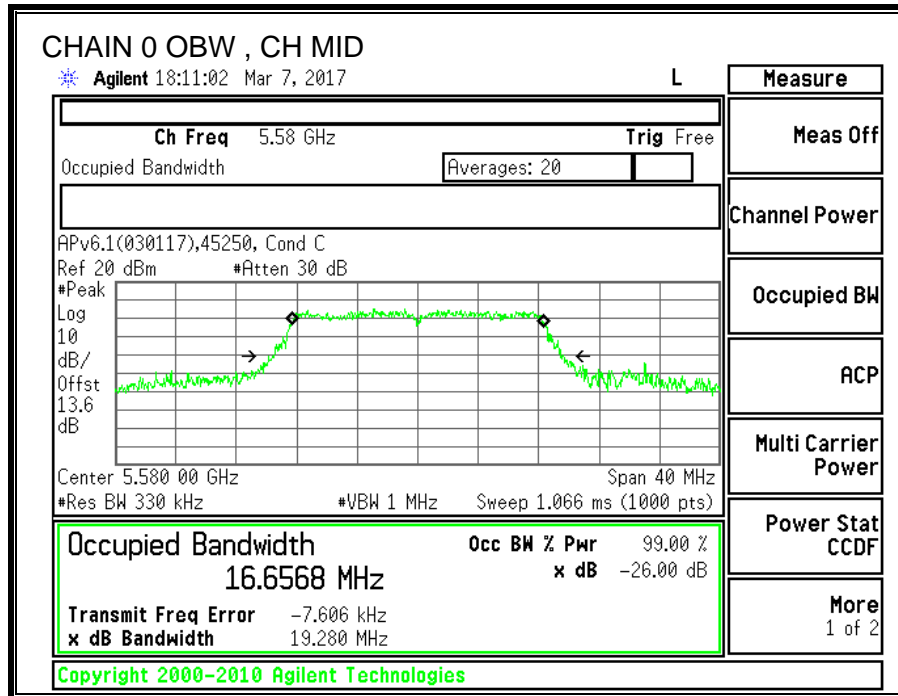 CHAIN 0 OBW , CH MID
Agilent 18:11:02 Mar 7, 2017 L
Measure
Ch Freq 5.58 GHz Trig Free
Meas Off
Occupied Bandwidth Averages: 20
Channel Power
APv6.1(030117),45250, Cond C
Ref 20 dBm #Atten 30 dB
#Peak
Log
10
dB/
Offst
13.6
dB
Occupied BW
ACP
Multi Carrier
Power
Center 5.580 00 GHz Span 40 MHz
#Res BW 330 kHz #VBW 1 MHz Sweep 1.066 ms (1000 pts)
Power Stat
CCDF
Occupied Bandwidth Occ BW % Pwr 99.00 %
16.6568 MHz x dB -26.00 dB
Transmit Freq Error -7.606 kHz
x dB Bandwidth 19.280 MHz
More
1 of 2
Copyright 2000-2010 Agilent Technologies